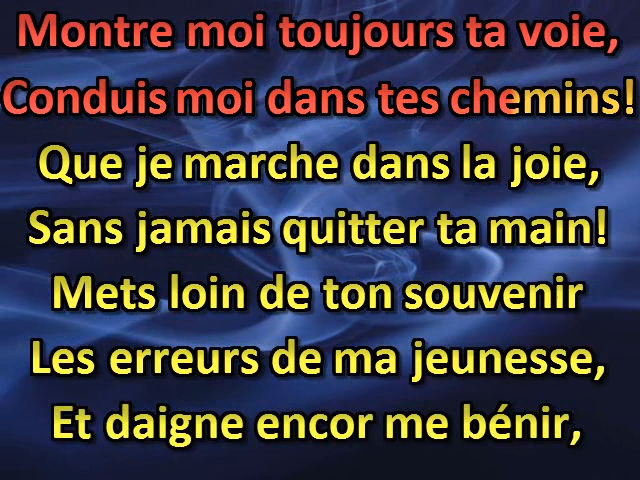 Montre moi toujours ta voie,
Conduis moi dans tes chemins!
Que je marche dans la joie,
Sans jamais quitter ta main!
Mets loin de ton souvenir
Les erreurs de ma jeunesse,
Et daigne encor me bénir,